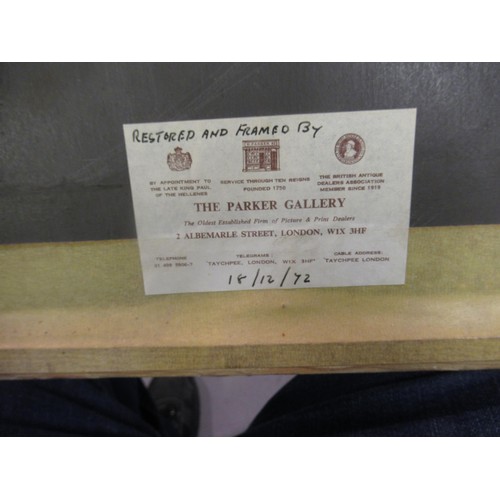 RESTORED AND FRAMED BY
BY APPOINTMENT TO THE LATE KING PAUL OF THE HELLENES
SERVICE THROUGH TEN REIGNS FOUNDED 1750
THE BRITISH ANTIQUE DEALERS ASSOCIATION MEMBER SINCE 1919
THE PARKER GALLERY
The Oldest Established Firm of Picture & Print Dealers
2 ALBEMARLE STREET, LONDON, W1X 3HF
TELEPHONE
TELEGRAMS: 'TAYCHPEE, LONDON, W1X 3HF'
CABLE ADDRESS: 'TAYCHPEE LONDON
18/12/72